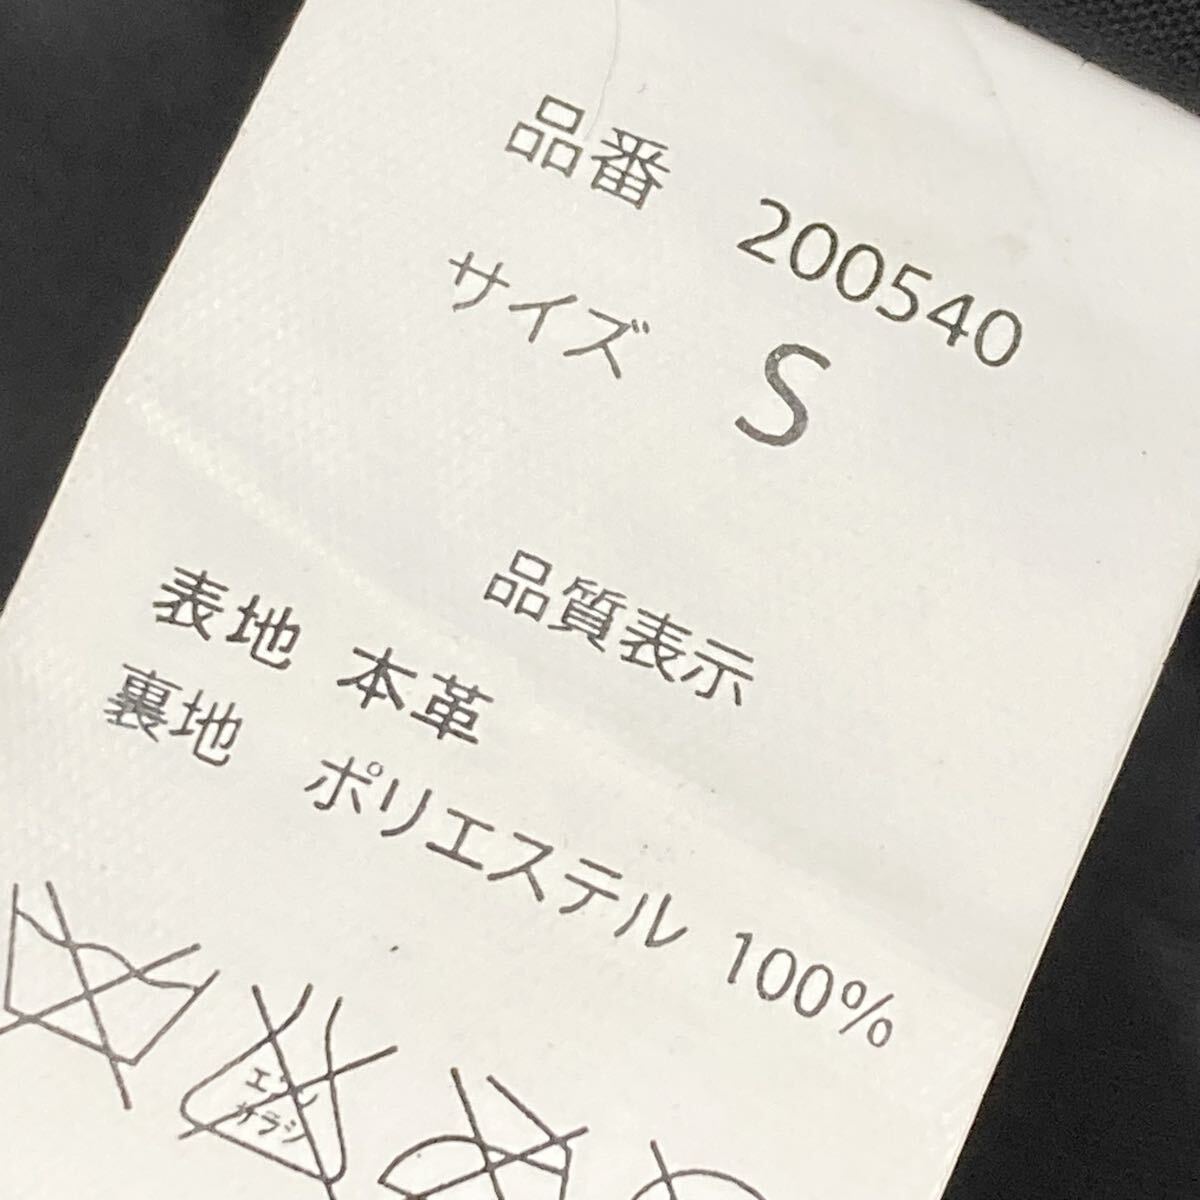 品番 200540
サイズ S
品質表示
表地 本革
裏地 ポリエステル 100%
エンソ
サラシ